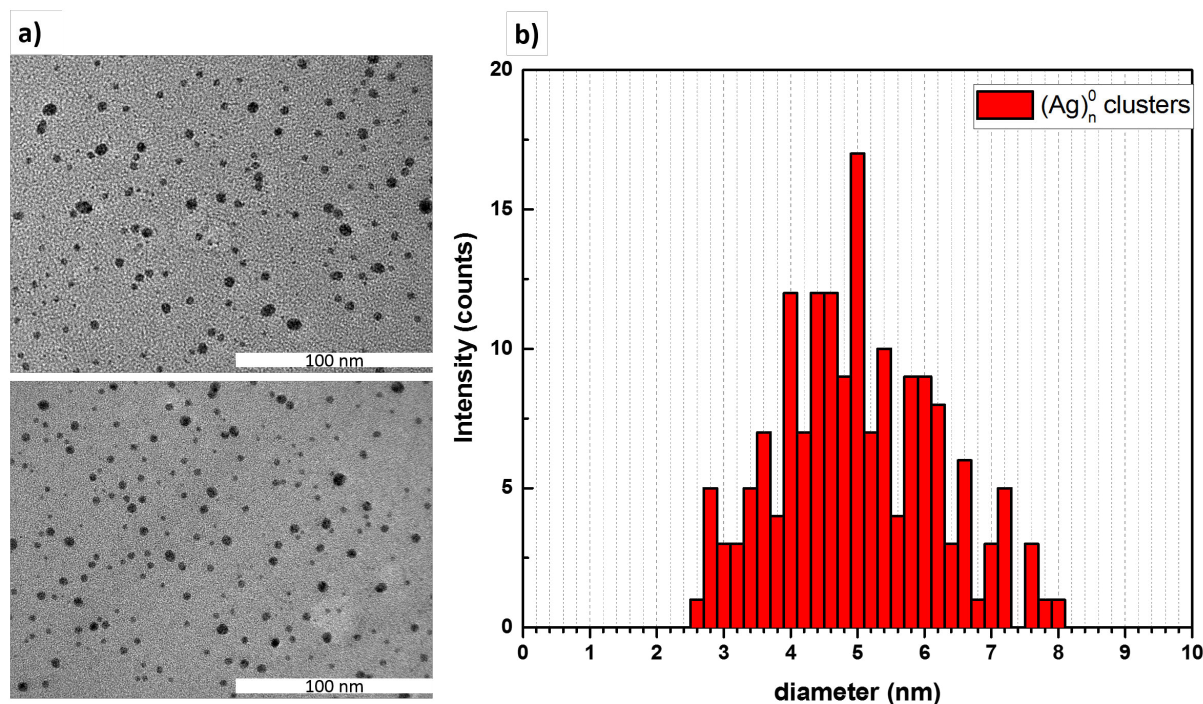 a)
100 nm
100 nm
b)
20
15
10
5
0
Intensity (counts)
(Ag)⁰ₙ clusters
0 1 2 3 4 5 6 7 8 9 10
diameter (nm)